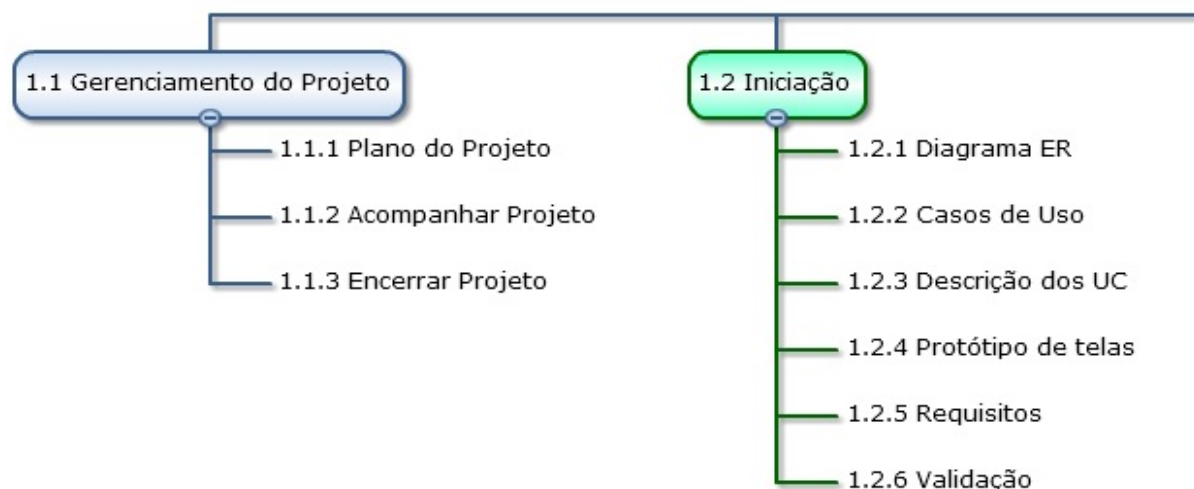 1.1 Gerenciamento do Projeto
1.1.1 Plano do Projeto
1.1.2 Acompanhar Projeto
1.1.3 Encerrar Projeto
1.2 Iniciação
1.2.1 Diagrama ER
1.2.2 Casos de Uso
1.2.3 Descrição dos UC
1.2.4 Protótipo de telas
1.2.5 Requisitos
1.2.6 Validação